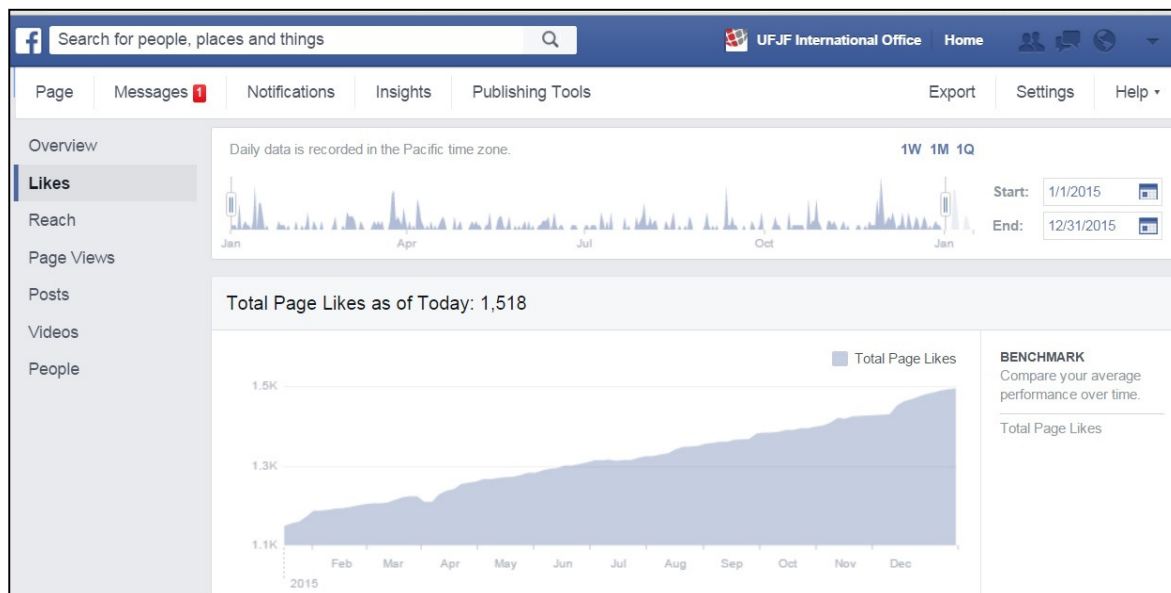 f Search for people, places and things UFJF International Office Home
Page Messages 1 Notifications Insights Publishing Tools Export Settings Help
Overview
Likes
Reach
Page Views
Posts
Videos
People
Daily data is recorded in the Pacific time zone. 1W 1M 1Q
Jan Apr Jul Oct Jan
Start: 1/1/2015
End: 12/31/2015
Total Page Likes as of Today: 1,518
Total Page Likes
1.5K
1.3K
1.1K
Feb Mar Apr May Jun Jul Aug Sep Oct Nov Dec
2015
BENCHMARK
Compare your average
performance over time.
Total Page Likes